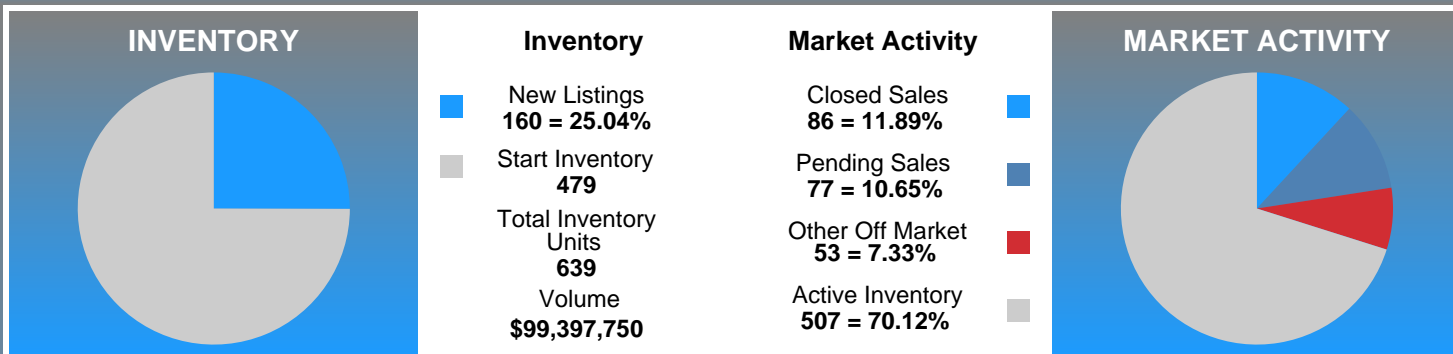 INVENTORY
Inventory
New Listings
160 = 25.04%
Start Inventory
479
Total Inventory
Units
639
Volume
$99,397,750
Market Activity
Closed Sales
86 = 11.89%
Pending Sales
77 = 10.65%
Other Off Market
53 = 7.33%
Active Inventory
507 = 70.12%
MARKET ACTIVITY